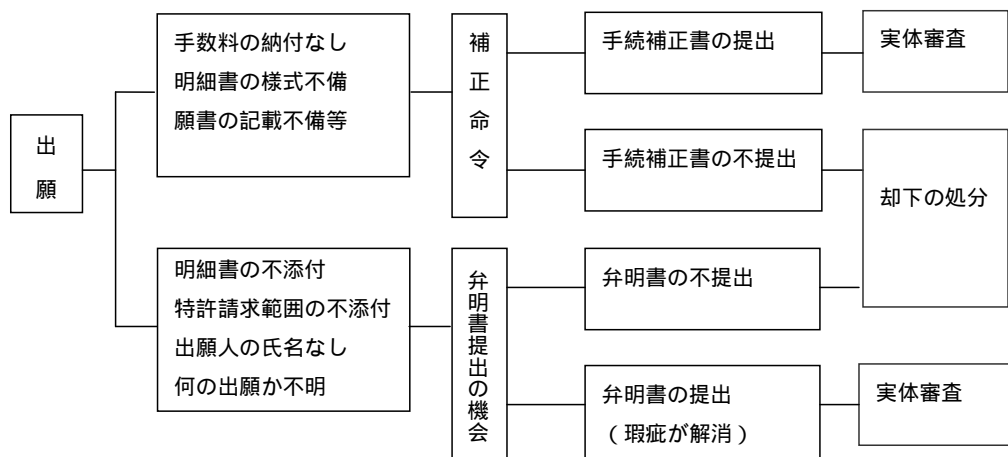 出願
手数料の納付なし
明細書の様式不備
願書の記載不備等
補正命令
手続補正書の提出
実体審査
手続補正書の不提出
却下の処分
明細書の不添付
特許請求範囲の不添付
出願人の氏名なし
何の出願か不明
弁明書提出の機会
弁明書の不提出
弁明書の提出
（瑕疵が解消）
実体審査